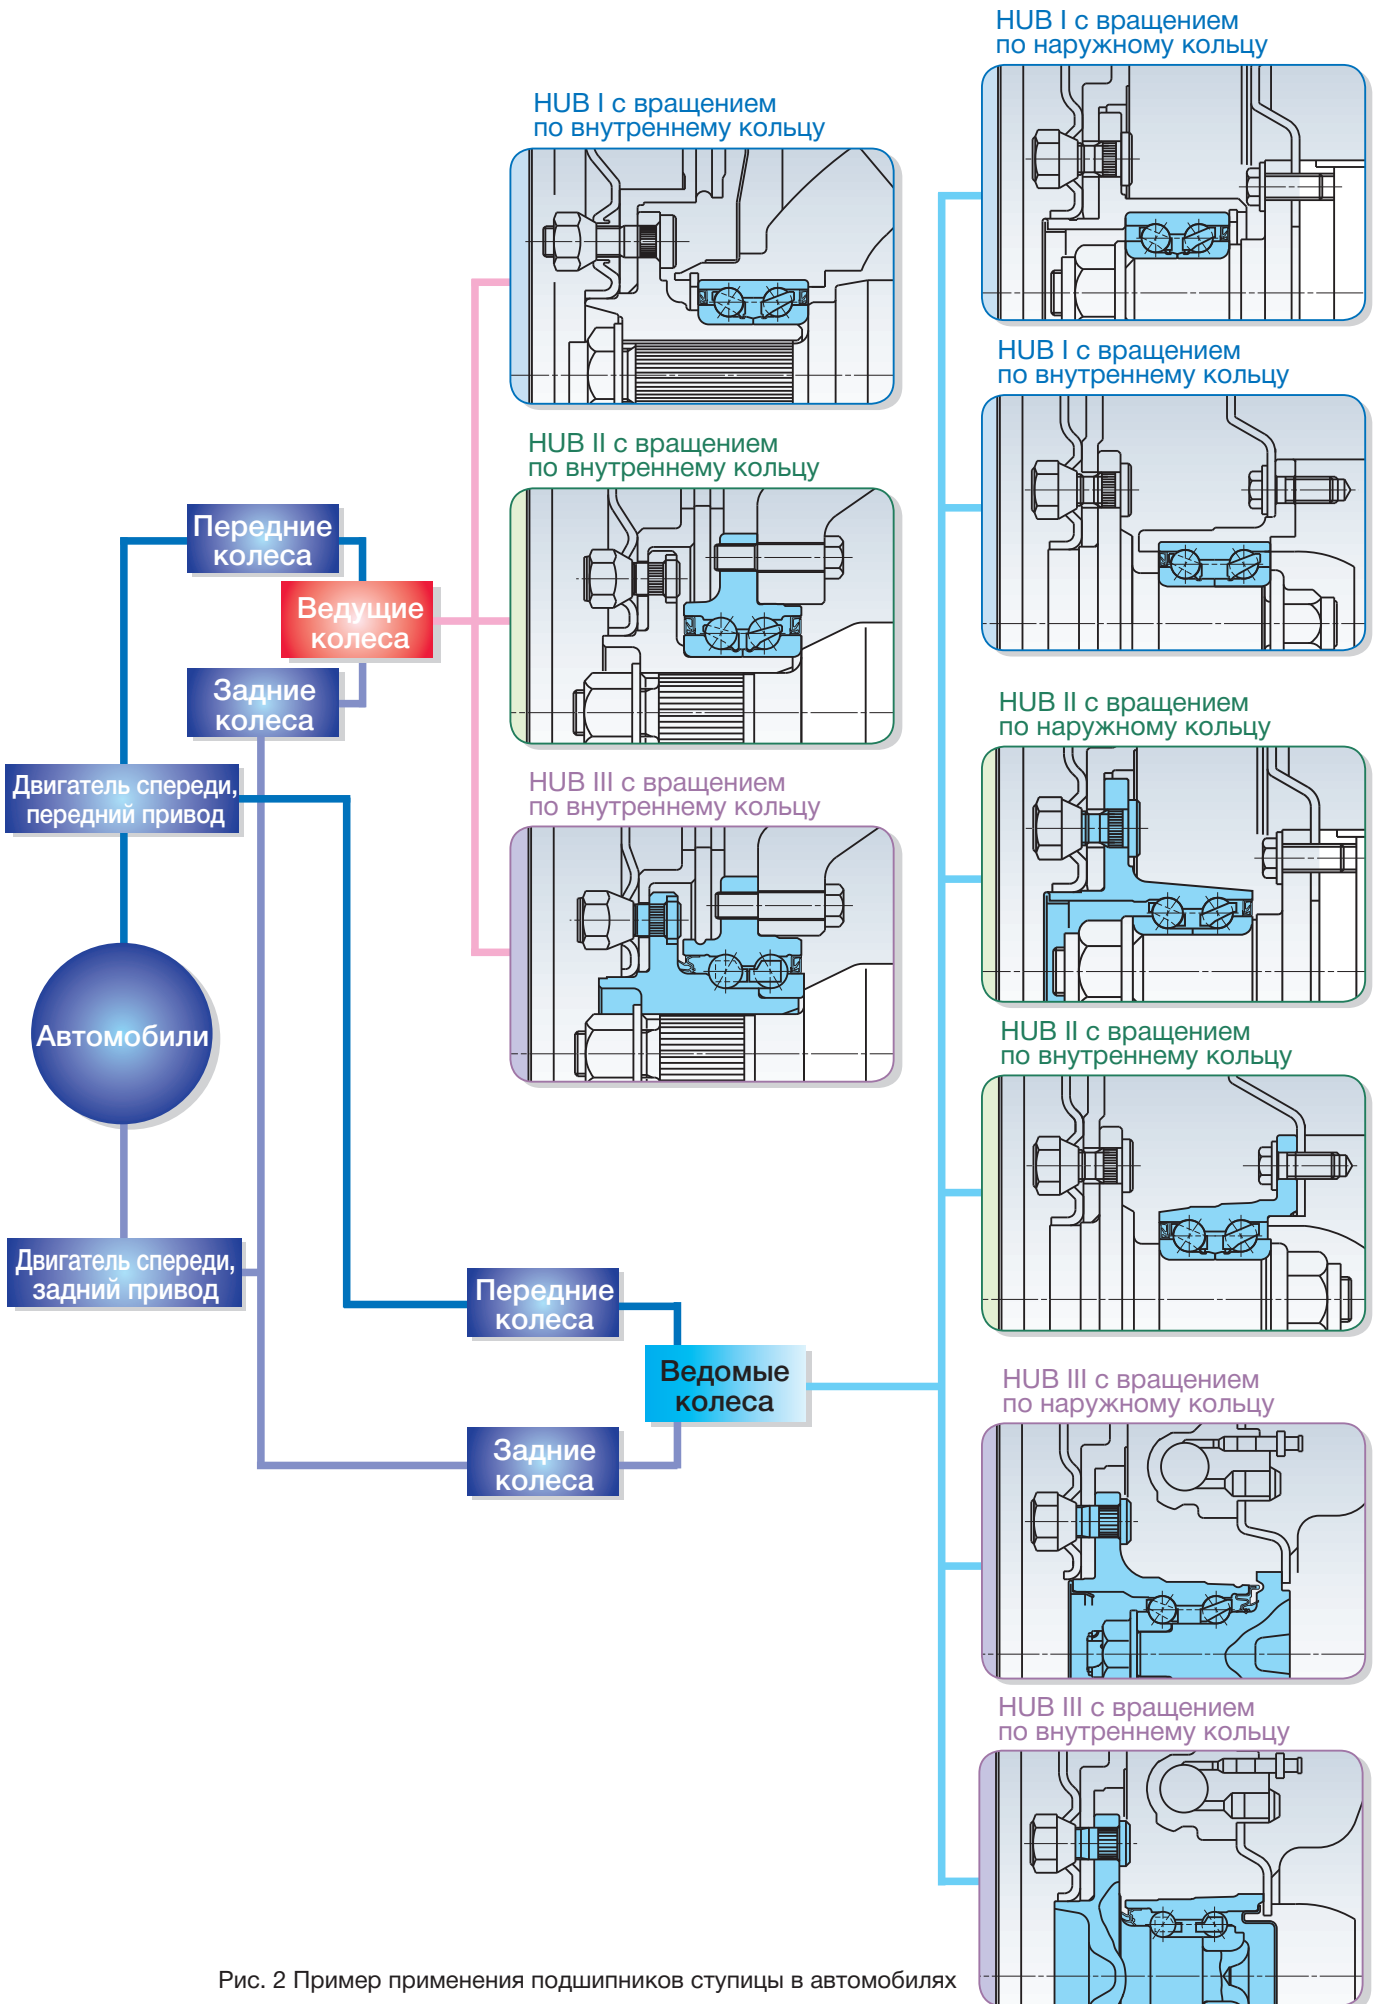 HUB I с вращением
по наружному кольцу
HUB I с вращением
по внутреннему кольцу
HUB I с вращением
по внутреннему кольцу
HUB II с вращением
по внутреннему кольцу
Передние
колеса
Ведущие
колеса
Задние
колеса
HUB II с вращением
по наружному кольцу
Двигатель спереди,
передний привод
HUB III с вращением
по внутреннему кольцу
Автомобили
HUB II с вращением
по внутреннему кольцу
Двигатель спереди,
задний привод
Передние
колеса
Ведомые
колеса
HUB III с вращением
по наружному кольцу
Задние
колеса
HUB III с вращением
по внутреннему кольцу
Рис. 2 Пример применения подшипников ступицы в автомобилях